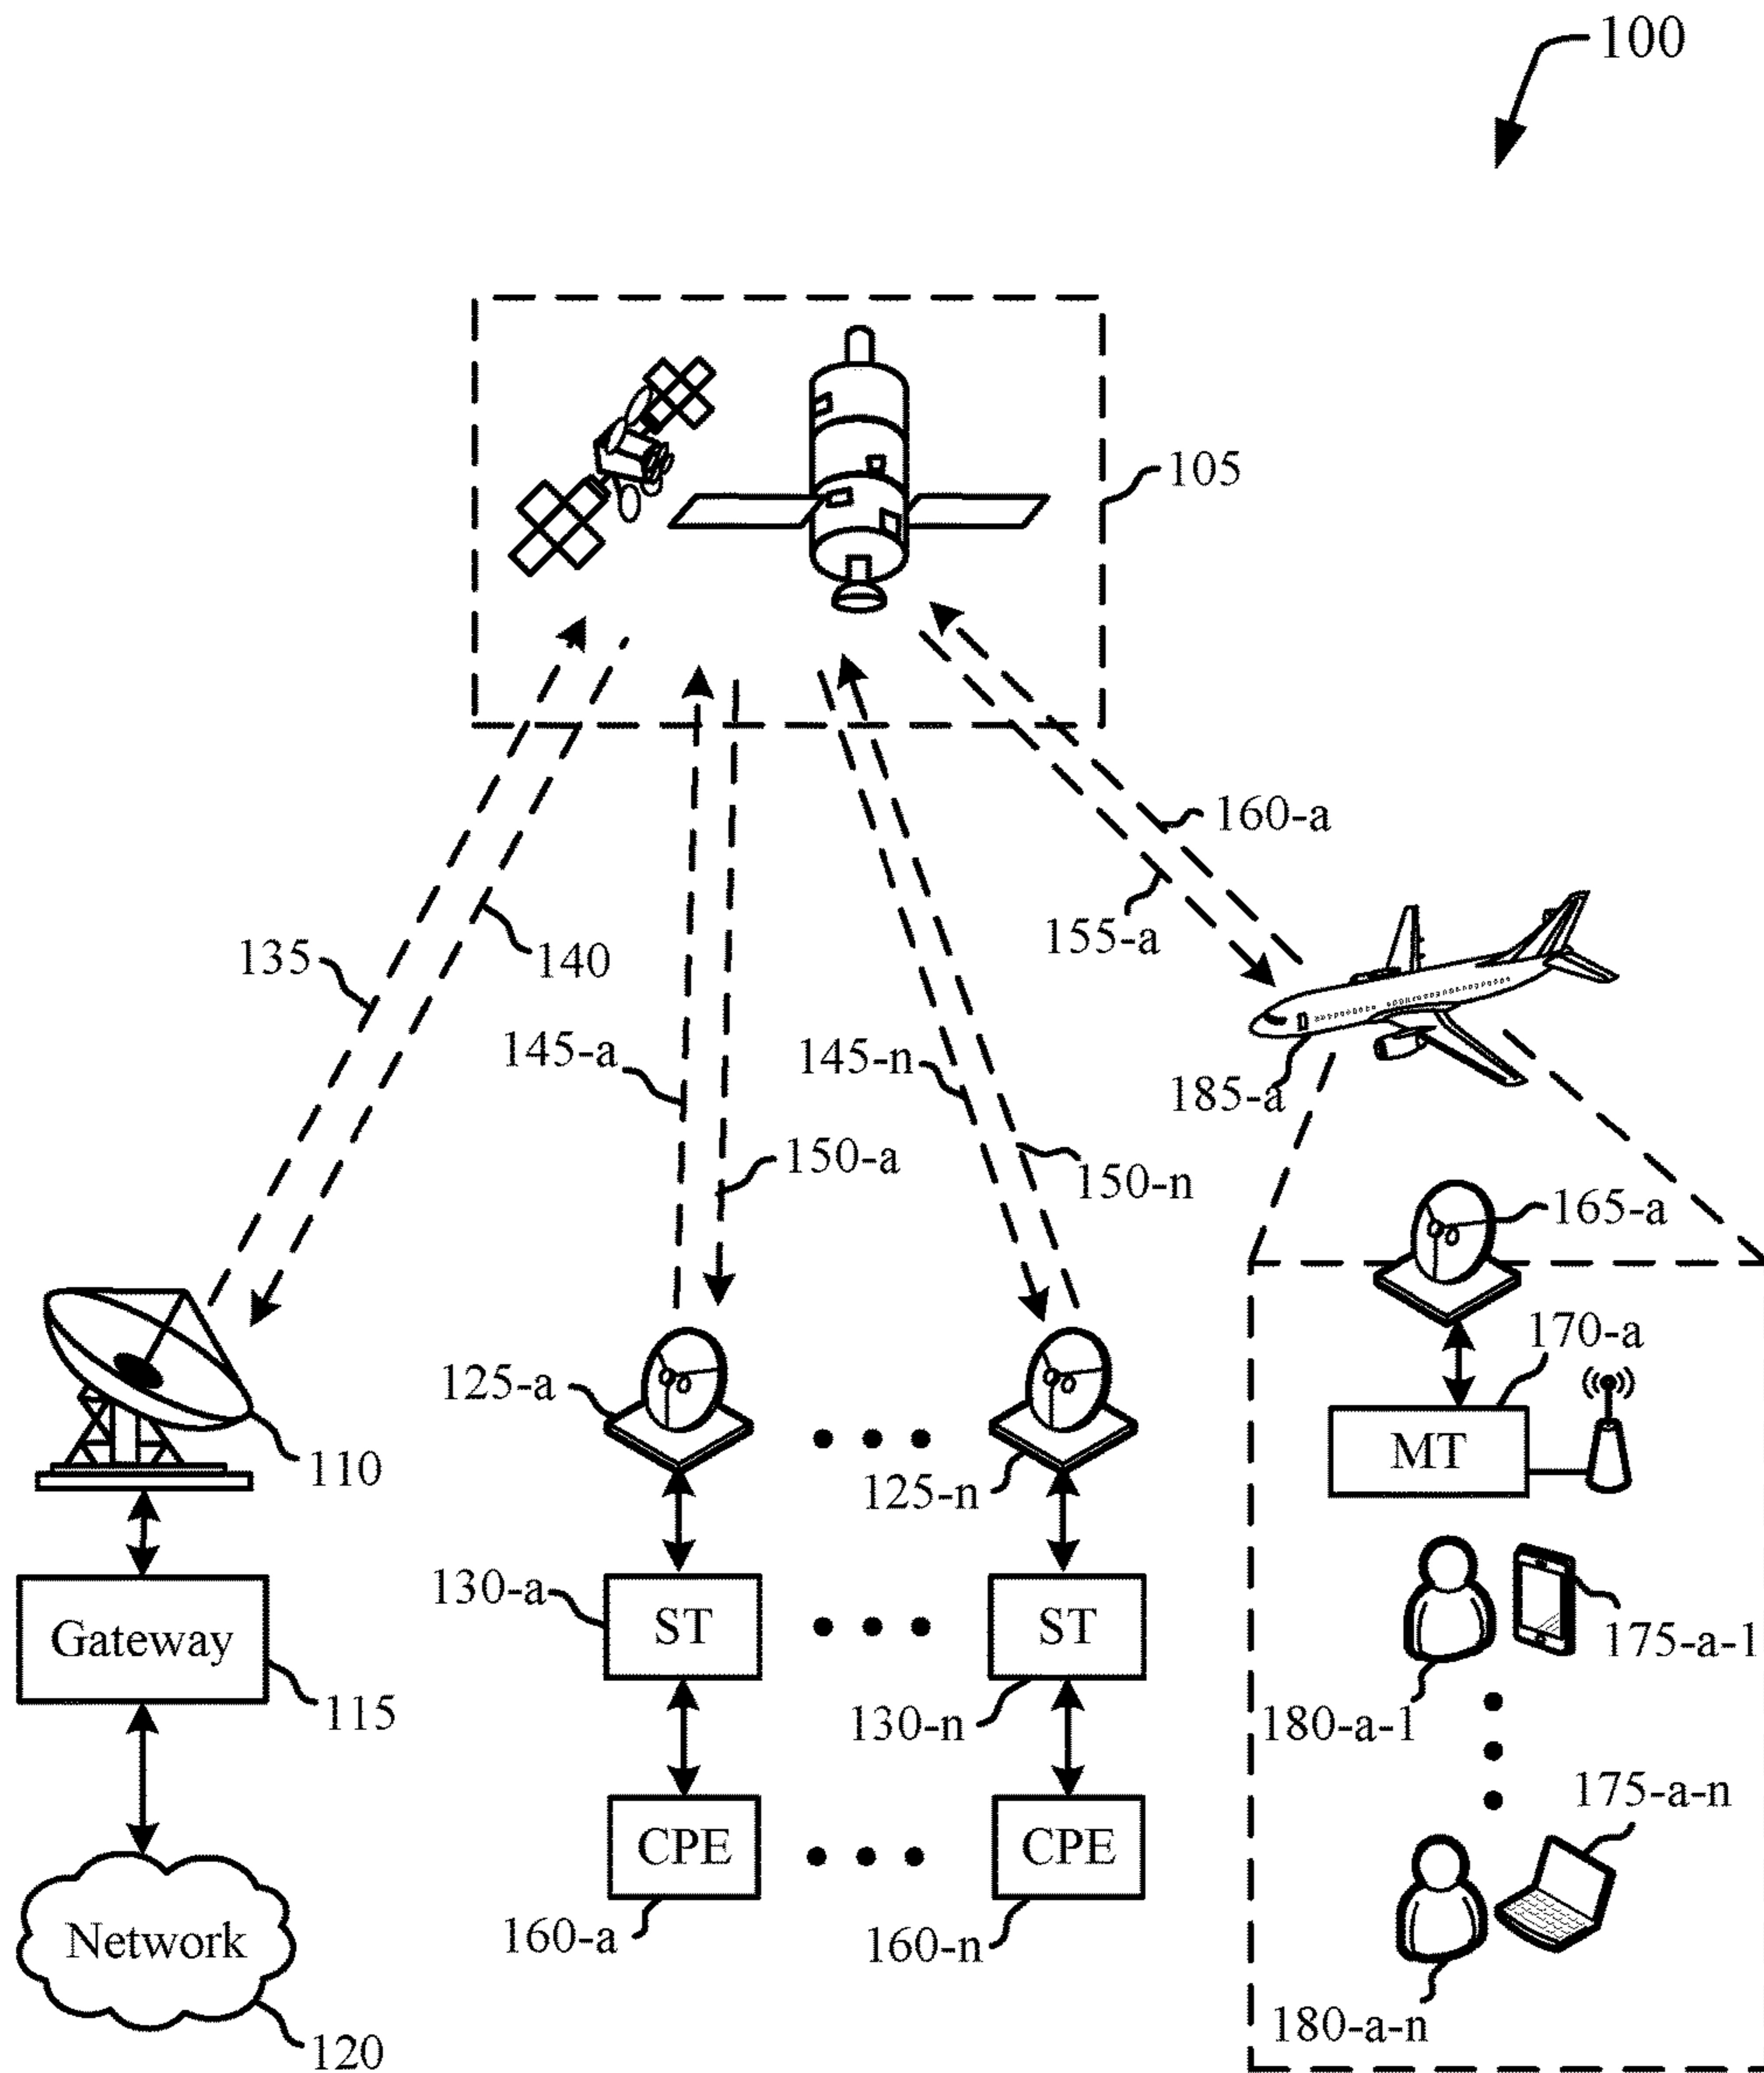 100
105
160-a
155-a
135
140
145-a
145-n
185-a
150-a
150-n
165-a
170-a
125-a
110
125-n
MT
130-a
ST
ST
Gateway
175-a-1
115
130-n
180-a-1
175-a-n
CPE
CPE
160-a
160-n
Network
180-a-n
120